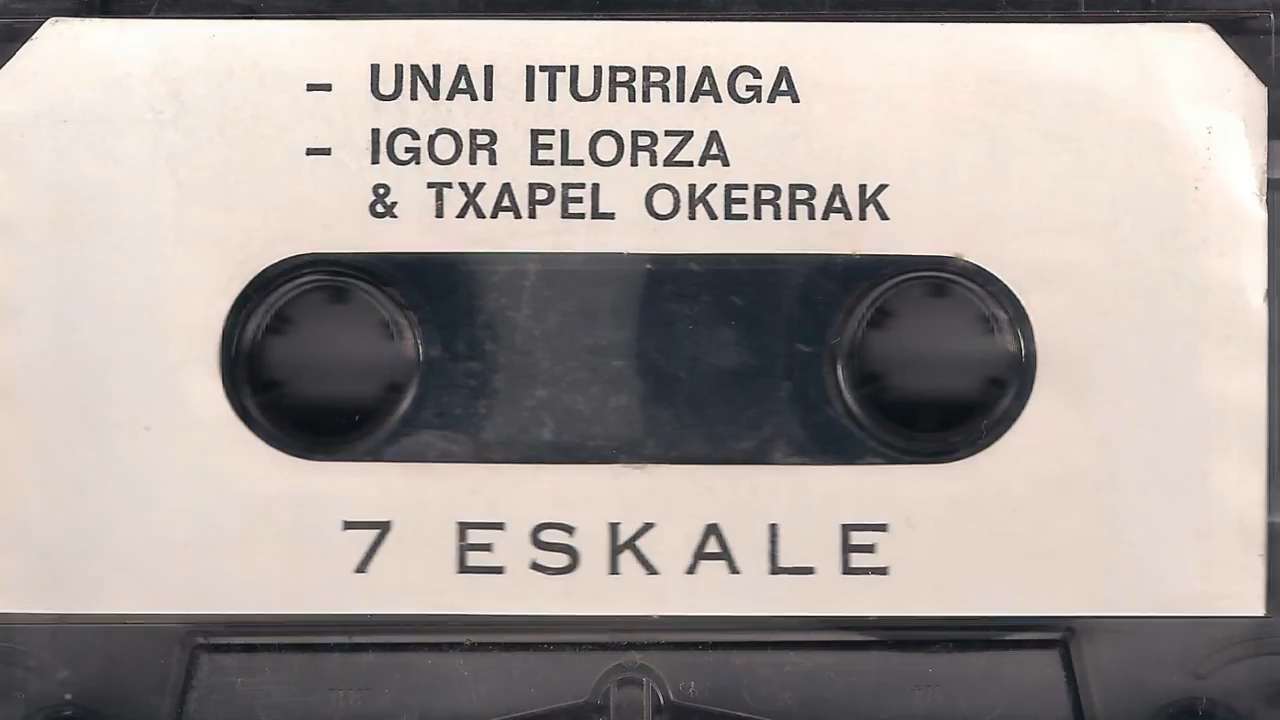 - UNAI ITURRIAGA
- IGOR ELORZA
& TXAPEL OKERRAK
7 ESKALE